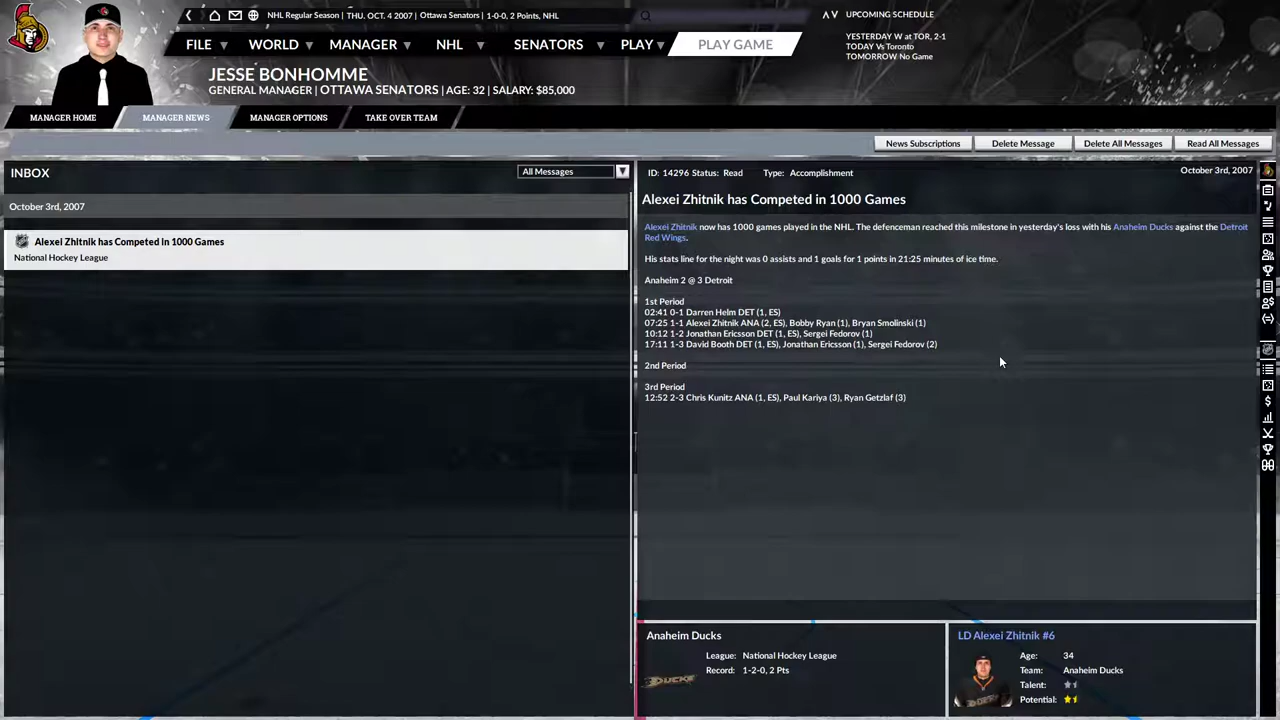 NHL Regular Season | THU. OCT. 4 2007 | Ottawa Senators | 1-0-0, 2 Points, NHL
UPCOMING SCHEDULE
YESTERDAY W at TOR, 2-1
TODAY Vs Toronto
TOMORROW No Game
FILE WORLD MANAGER NHL SENATORS PLAY PLAY GAME
JESSE BONHOMME
GENERAL MANAGER | OTTAWA SENATORS | AGE: 32 | SALARY: $85,000
MANAGER HOME MANAGER NEWS MANAGER OPTIONS TAKE OVER TEAM
News Subscriptions Delete Message Delete All Messages Read All Messages
INBOX All Messages
October 3rd, 2007
Alexei Zhitnik has Competed in 1000 Games
National Hockey League
ID: 14296 Status: Read Type: Accomplishment October 3rd, 2007
Alexei Zhitnik has Competed in 1000 Games
Alexei Zhitnik now has 1000 games played in the NHL. The defenceman reached this milestone in yesterday's loss with his Anaheim Ducks against the Detroit
Red Wings.
His stats line for the night was 0 assists and 1 goals for 1 points in 21:25 minutes of ice time.
Anaheim 2 @ 3 Detroit
1st Period
02:41 0-1 Darren Helm DET (1, ES)
07:25 1-1 Alexei Zhitnik ANA (2, ES), Bobby Ryan (1), Bryan Smolinski (1)
10:12 1-2 Jonathan Ericsson DET (1, ES), Sergei Fedorov (1)
17:11 1-3 David Booth DET (1, ES), Jonathan Ericsson (1), Sergei Fedorov (2)
2nd Period
3rd Period
12:52 2-3 Chris Kunitz ANA (1, ES), Paul Kariya (3), Ryan Getzlaf (3)
Anaheim Ducks
League: National Hockey League
Record: 1-2-0, 2 Pts
DUCKS
LD Alexei Zhitnik #6
Age: 34
Team: Anaheim Ducks
Talent:
Potential: